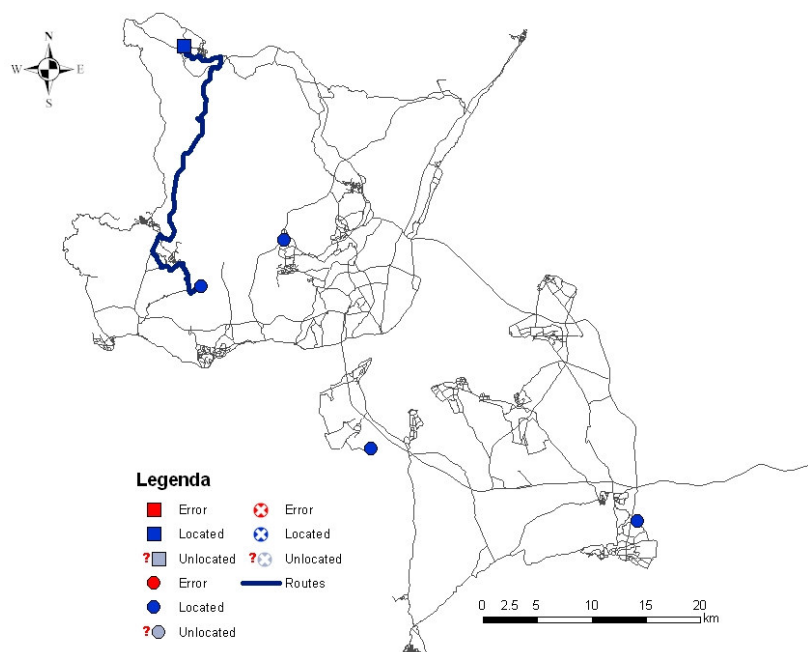 N
W E
S
Legenda
Error Error
Located Located
? Unlocated ? Unlocated
Error Routes
Located
? Unlocated
0 2.5 5 10 15 20
km